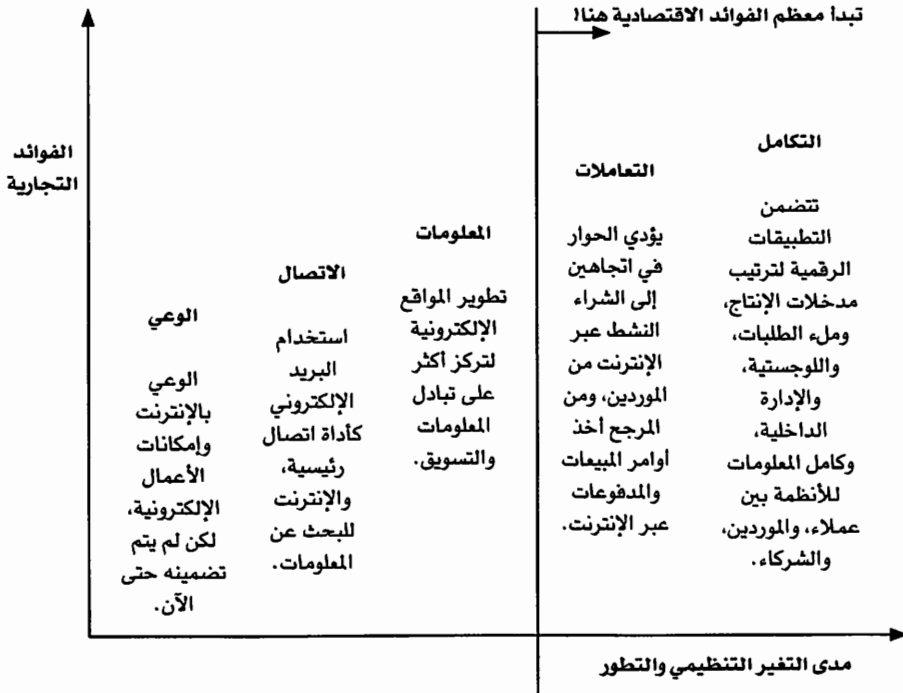 تبدأ معظم الفوائد الاقتصادية هنا!
الفوائد
التجارية
التكامل
تتضمن
التطبيقات
الرقمية لترتيب
مدخلات الإنتاج،
وملء الطلبات،
واللوجستية،
والإدارة
الداخلية،
وكامل المعلومات
للأنظمة بين
عملاء، والموردين،
والشركاء.
التعاملات
يؤدي الحوار
في اتجاهين
إلى الشراء
النشط عبر
الإنترنت من
الموردين، ومن
المرجح أخذ
أوامر المبيعات
والمدفوعات
عبر الإنترنت.
المعلومات
تطوير المواقع
الإلكترونية
لتركز أكثر
على تبادل
المعلومات
والتسويق.
الاتصال
استخدام
البريد
الإلكتروني
كأداة اتصال
رئيسية،
والإنترنت
للبحث عن
المعلومات.
الوعي
الوعي
بالإنترنت
وإمكانات
الأعمال
الإلكترونية،
لكن لم يتم
تضمينه حتى
الآن.
مدى التغير التنظيمي والتطور